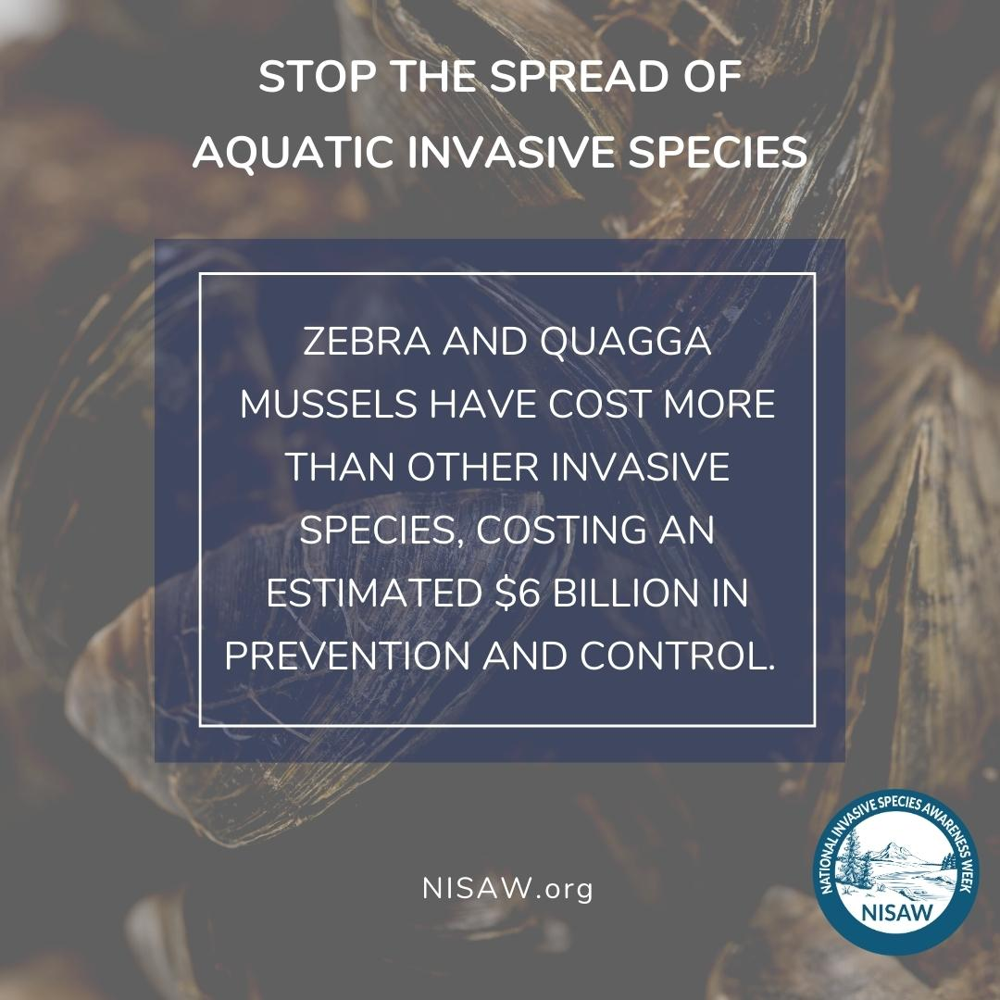 STOP THE SPREAD OF
AQUATIC INVASIVE SPECIES
ZEBRA AND QUAGGA
MUSSELS HAVE COST MORE
THAN OTHER INVASIVE
SPECIES, COSTING AN
ESTIMATED $6 BILLION IN
PREVENTION AND CONTROL.
NISAW.org
NATIONAL INVASIVE SPECIES AWARENESS WEEK
NISAW